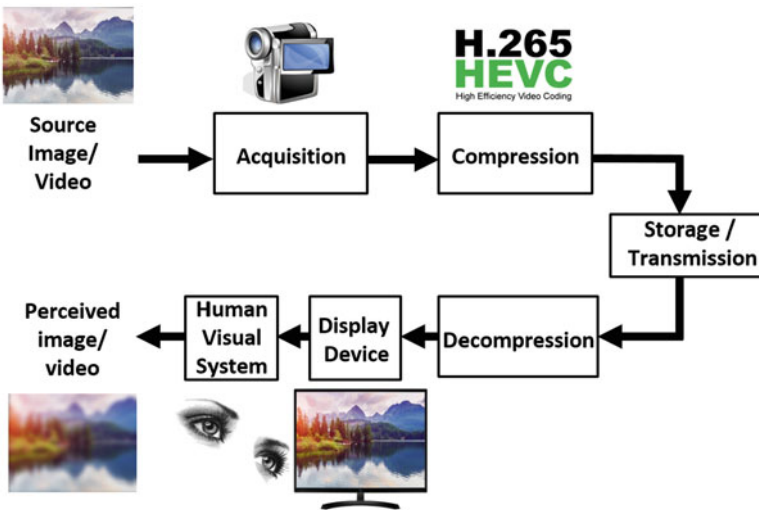 H.265
HEVC
High Efficiency Video Coding
Source
Image/
Video
Acquisition
Compression
Storage /
Transmission
Decompression
Display
Device
Human
Visual
System
Perceived
image/
video